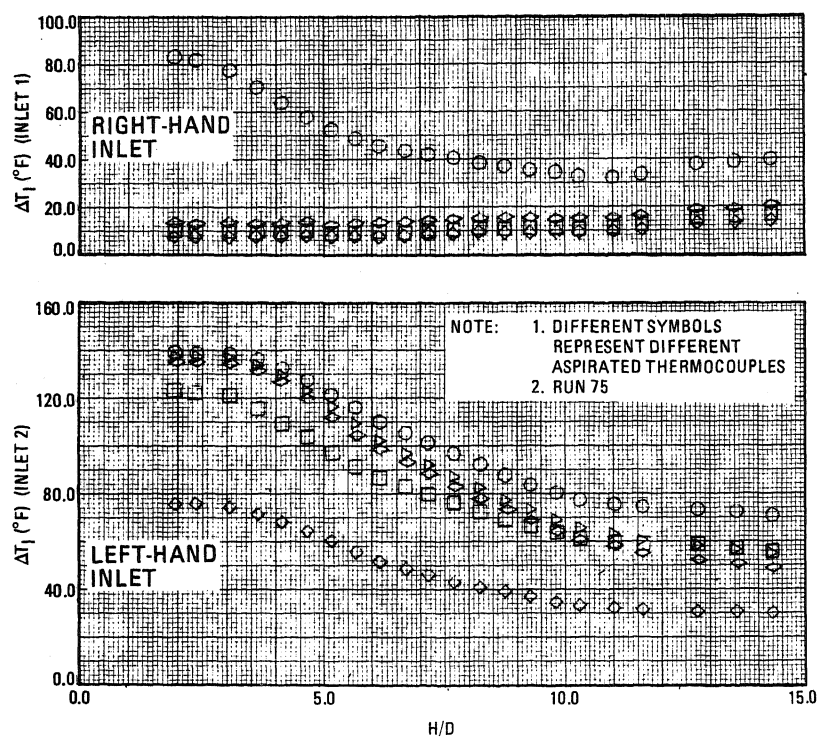 100.0
80.0
60.0
40.0
20.0
0.0
ΔTI (°F) (INLET 1)
RIGHT-HAND
INLET
160.0
120.0
80.0
40.0
0.0
ΔTI (°F) (INLET 2)
NOTE: 1. DIFFERENT SYMBOLS
REPRESENT DIFFERENT
ASPIRATED THERMOCOUPLES
2. RUN 75
LEFT-HAND
INLET
0.0 5.0 10.0 15.0
H/D